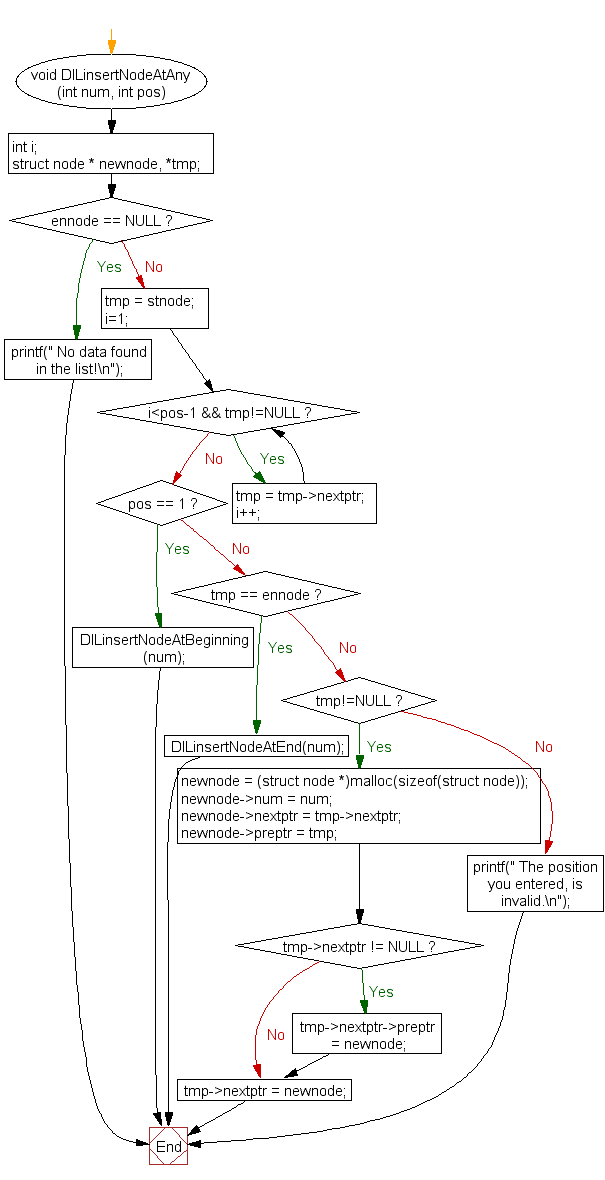 void DlLinsertNodeAtAny
(int num, int pos)
int i;
struct node * newnode, *tmp;
ennode == NULL ?
Yes
No
tmp = stnode;
i=1;
printf(" No data found
in the list!\n");
i<pos-1 && tmp!=NULL ?
No
Yes
tmp = tmp->nextptr;
i++;
pos == 1 ?
Yes
No
tmp == ennode ?
DlLinsertNodeAtBeginning
(num);
Yes
No
tmp!=NULL ?
DlLinsertNodeAtEnd(num);
Yes
No
newnode = (struct node *)malloc(sizeof(struct node));
newnode->num = num;
newnode->nextptr = tmp->nextptr;
newnode->preptr = tmp;
printf(" The position
you entered, is
invalid.\n");
tmp->nextptr != NULL ?
Yes
No
tmp->nextptr->preptr
= newnode;
tmp->nextptr = newnode;
End